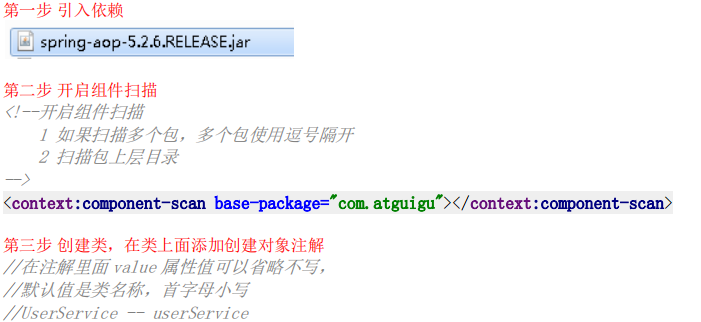 第一步 引入依赖
spring-aop-5.2.6.RELEASE.jar
第二步 开启组件扫描
<!--开启组件扫描
1 如果扫描多个包，多个包使用逗号隔开
2 扫描包上层目录
-->
<context:component-scan base-package="com.atguigu"></context:component-scan>
第三步 创建类，在类上面添加创建对象注解
//在注解里面 value 属性值可以省略不写，
//默认值是类名称，首字母小写
//UserService -- userService